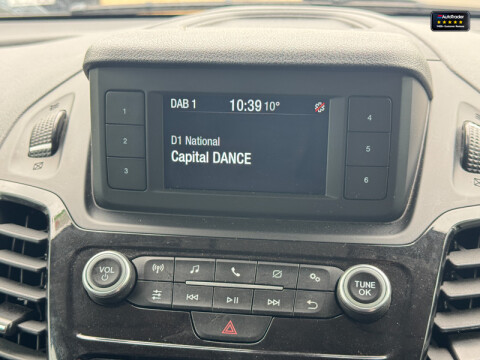 AutoTrader
DAB 1 10:39 10°
D1 National
Capital DANCE
1
2
3
4
5
6
VOL
TUNE
OK